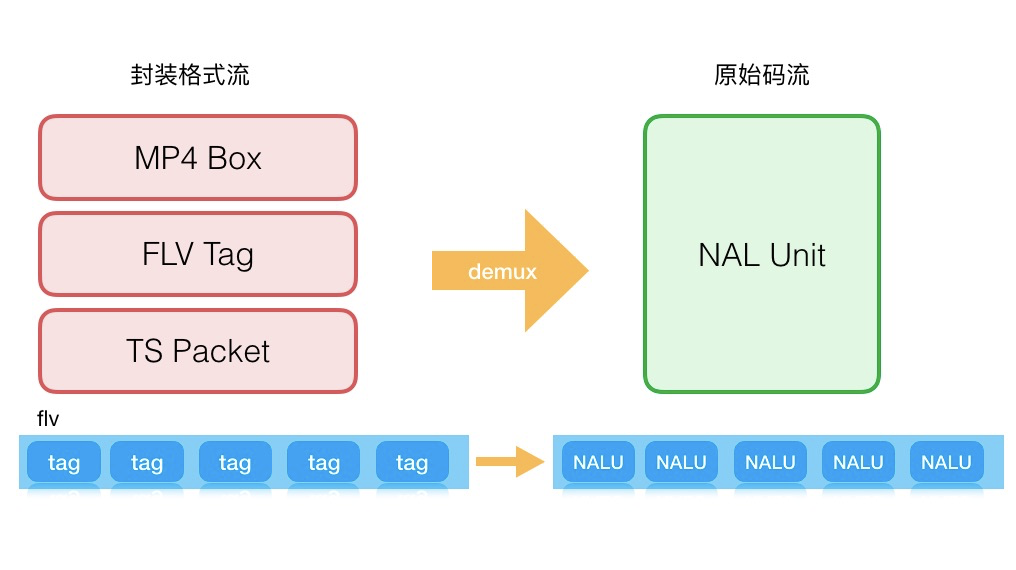 封装格式流
原始码流
MP4 Box
FLV Tag
TS Packet
demux
NAL Unit
flv
tag tag tag tag tag
NALU NALU NALU NALU NALU